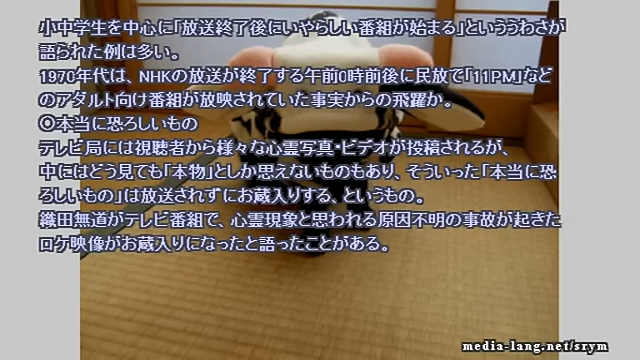 小中学生を中心に「放送終了後にいやらしい番組が始まる」といううわさが
語られた例は多い。
1970年代は、NHKの放送が終了する午前0時前後に民放で「11PM」など
のアダルト向け番組が放映されていた事実からの飛躍か。
〇本当に恐ろしいもの
テレビ局には視聴者から様々な心霊写真・ビデオが投稿されるが、
中にはどう見ても「本物」としか思えないものもあり、そういった「本当に恐
ろしいもの」は放送されずにお蔵入りする、というもの。
織田無道がテレビ番組で、心霊現象と思われる原因不明の事故が起きた
ロケ映像がお蔵入りになったと語ったことがある。
media-lang.net/srym